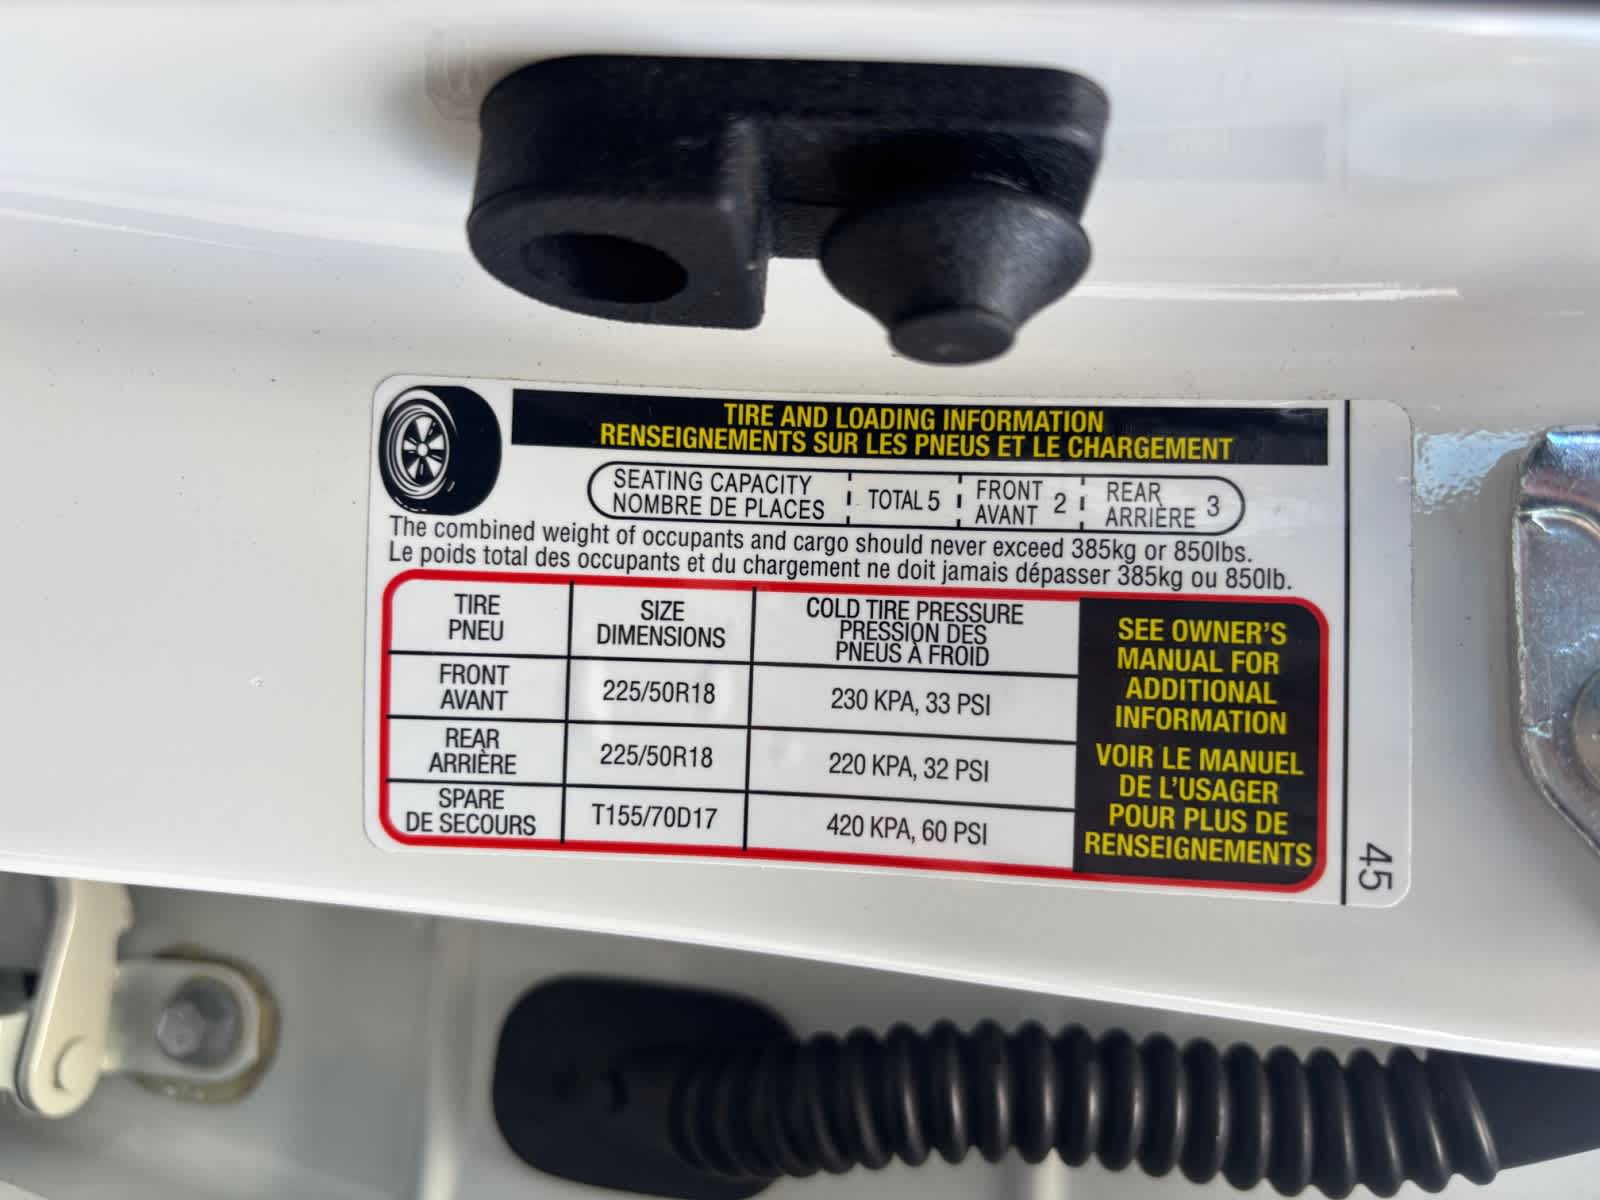 TIRE AND LOADING INFORMATION
RENSEIGNEMENTS SUR LES PNEUS ET LE CHARGEMENT
SEATING CAPACITY
NOMBRE DE PLACES
TOTAL 5
FRONT
AVANT
2
REAR
ARRIÈRE
3
The combined weight of occupants and cargo should never exceed 385kg or 850lbs.
Le poids total des occupants et du chargement ne doit jamais dépasser 385kg ou 850lb.
TIRE
PNEU
SIZE
DIMENSIONS
COLD TIRE PRESSURE
PRESSION DES
PNEUS À FROID
FRONT
AVANT
225/50R18
230 KPA, 33 PSI
REAR
ARRIÈRE
225/50R18
220 KPA, 32 PSI
SPARE
DE SECOURS
T155/70D17
420 KPA, 60 PSI
SEE OWNER'S
MANUAL FOR
ADDITIONAL
INFORMATION
VOIR LE MANUEL
DE L'USAGER
POUR PLUS DE
RENSEIGNEMENTS
45